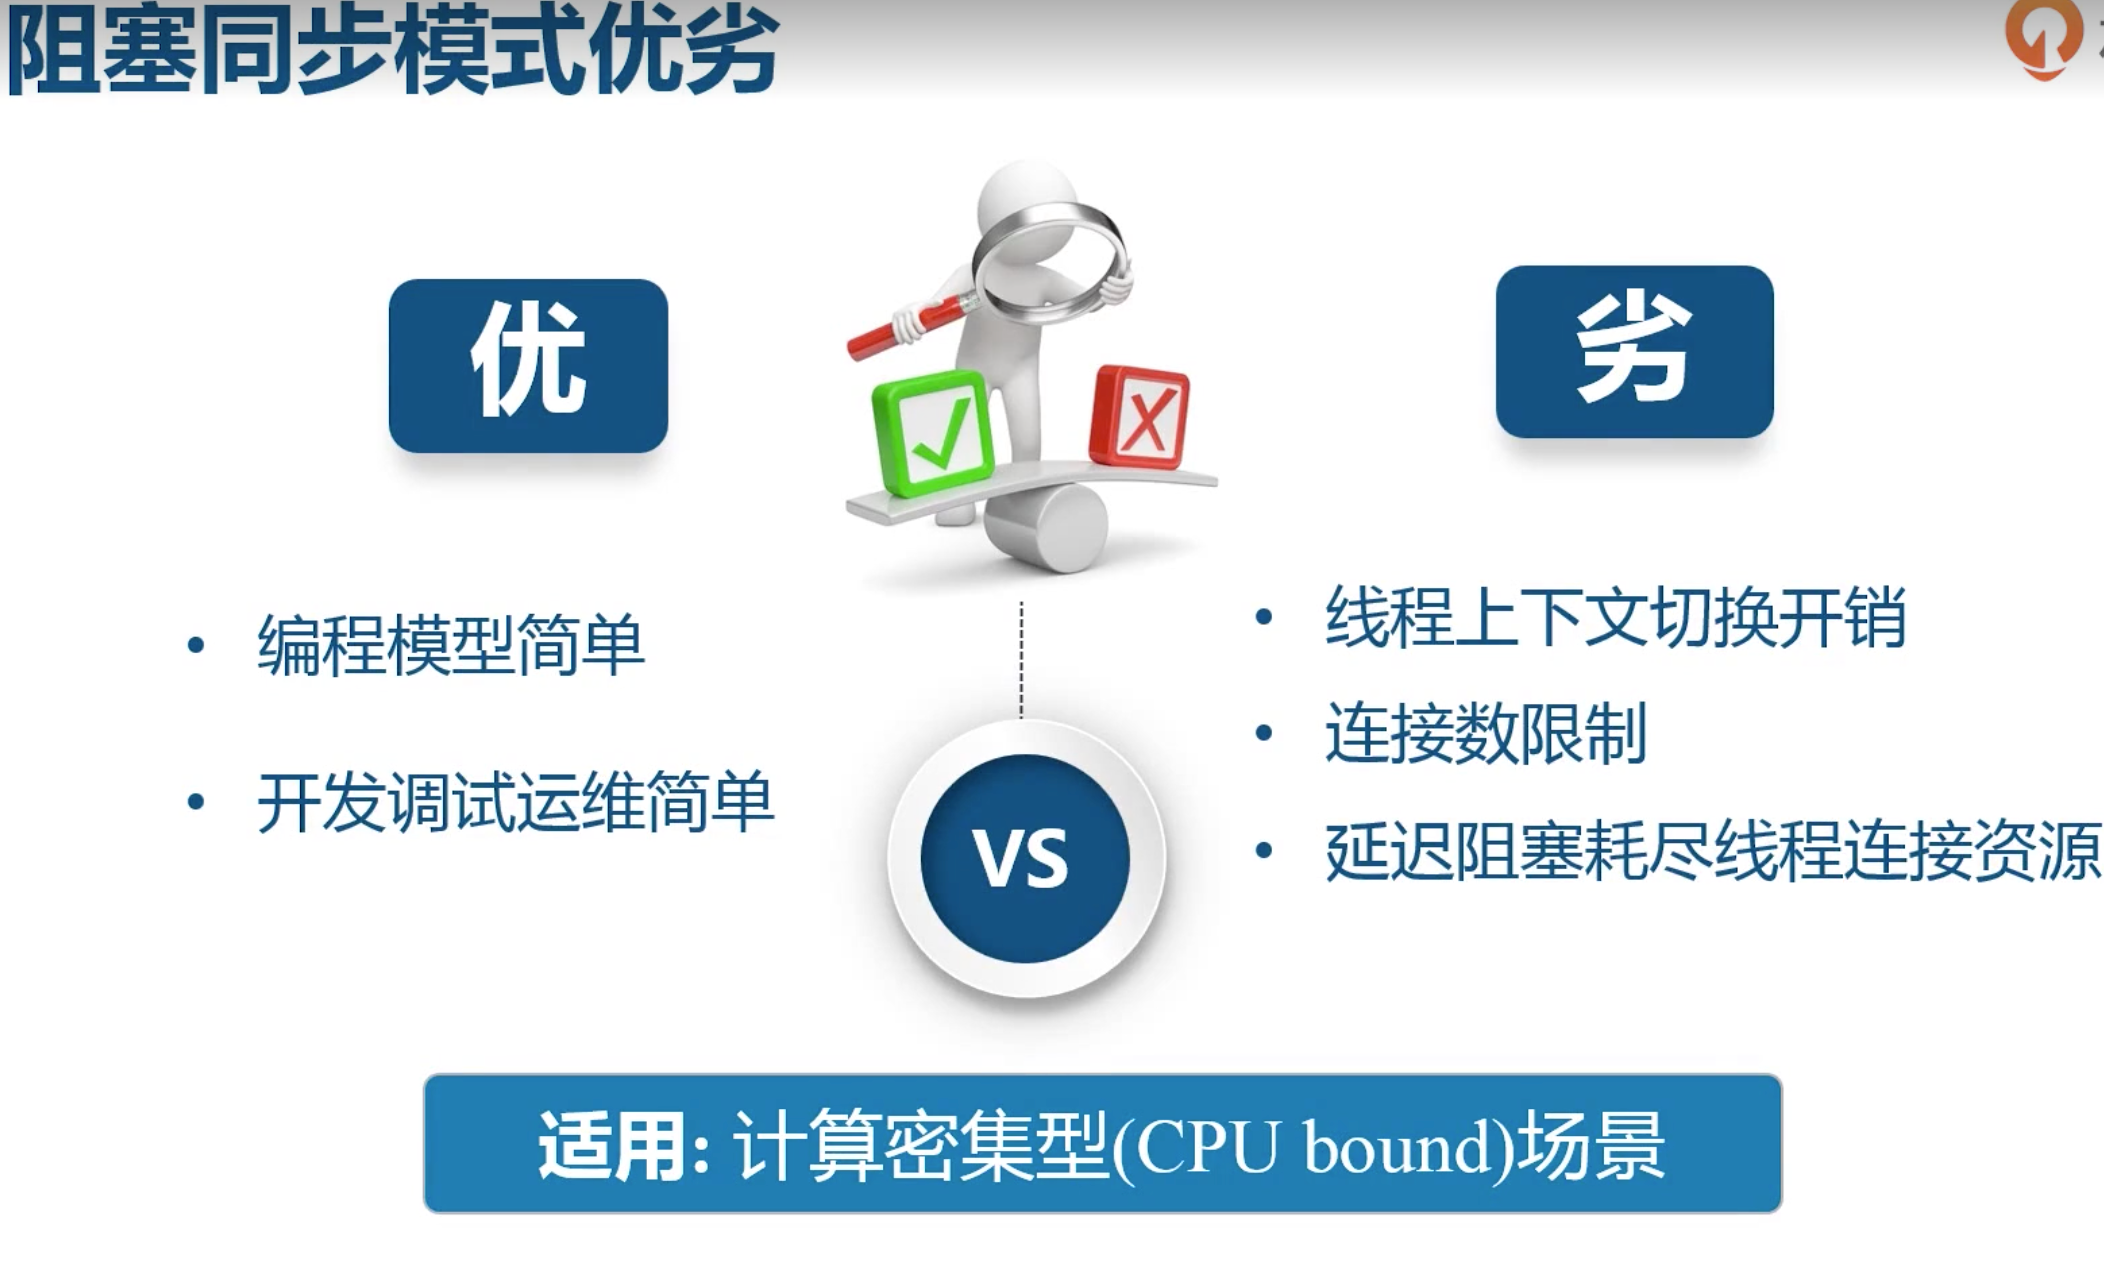 阻塞同步模式优劣
优
劣
• 编程模型简单
• 开发调试运维简单
VS
• 线程上下文切换开销
• 连接数限制
• 延迟阻塞耗尽线程连接资源
适用: 计算密集型(CPU bound)场景